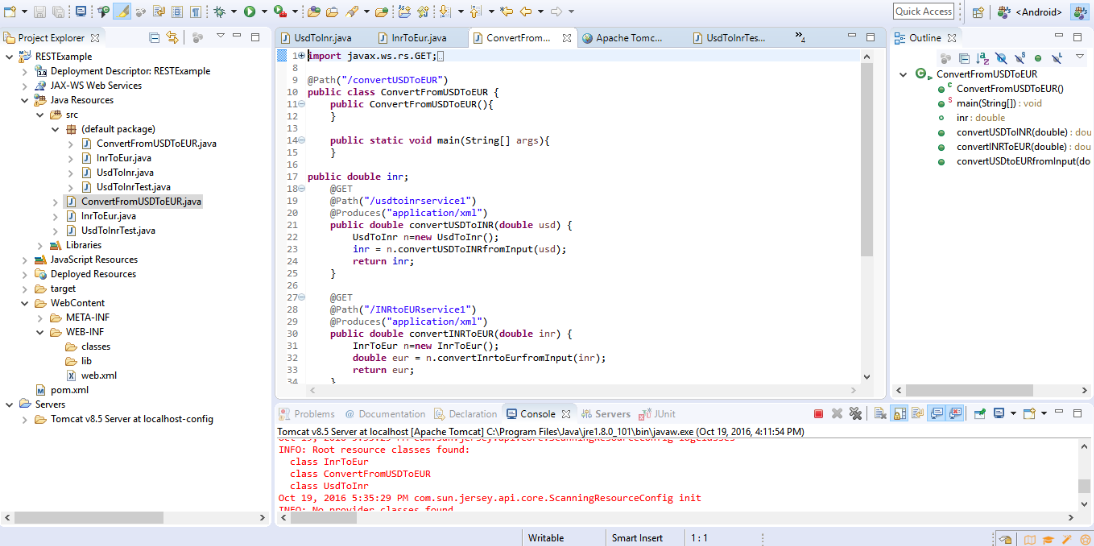 Quick Access
<Android>
Project Explorer
RESTExample
Deployment Descriptor: RESTExample
JAX-WS Web Services
Java Resources
src
(default package)
ConvertFromUSDToEUR.java
InrToEur.java
UsdToInr.java
UsdToInrTest.java
ConvertFromUSDToEUR.java
InrToEur.java
UsdToInrTest.java
Libraries
JavaScript Resources
Deployed Resources
target
WebContent
META-INF
WEB-INF
classes
lib
web.xml
pom.xml
Servers
Tomcat v8.5 Server at localhost-config
UsdToInr.java
InrToEur.java
ConvertFrom...
Apache Tomc...
UsdToInrTes...
»2
1 import javax.ws.rs.GET;
8
9 @Path("/convertUSDToEUR")
10 public class ConvertFromUSDToEUR {
11 public ConvertFromUSDToEUR(){
12 }
13
14 public static void main(String[] args){
15 }
16
17 public double inr;
18 @GET
19 @Path("/usdtoinrservice1")
20 @Produces("application/xml")
21 public double convertUSDToINR(double usd) {
22 UsdToInr n=new UsdToInr();
23 inr = n.convertUSDToINRfromInput(usd);
24 return inr;
25 }
26
27 @GET
28 @Path("/INRtoEURservice1")
29 @Produces("application/xml")
30 public double convertINRToEUR(double inr) {
31 InrToEur n=new InrToEur();
32 double eur = n.convertInrtoEurfromInput(inr);
33 return eur;
34 }
Outline
ConvertFromUSDToEUR
ConvertFromUSDToEUR()
main(String[]) : void
inr : double
convertUSDToINR(double) : dou
convertINRToEUR(double) : dou
convertUSDtoEURfromInput(do
Problems
Documentation
Declaration
Console
Servers
JUnit
Tomcat v8.5 Server at localhost [Apache Tomcat] C:\Program Files\Java\jre1.8.0_101\bin\javaw.exe (Oct 19, 2016, 4:11:54 PM)
INFO: Root resource classes found:
class InrToEur
class ConvertFromUSDToEUR
class UsdToInr
Oct 19, 2016 5:35:29 PM com.sun.jersey.api.core.ScanningResourceConfig init
INFO: No provider classes found.
Writable
Smart Insert
1 : 1